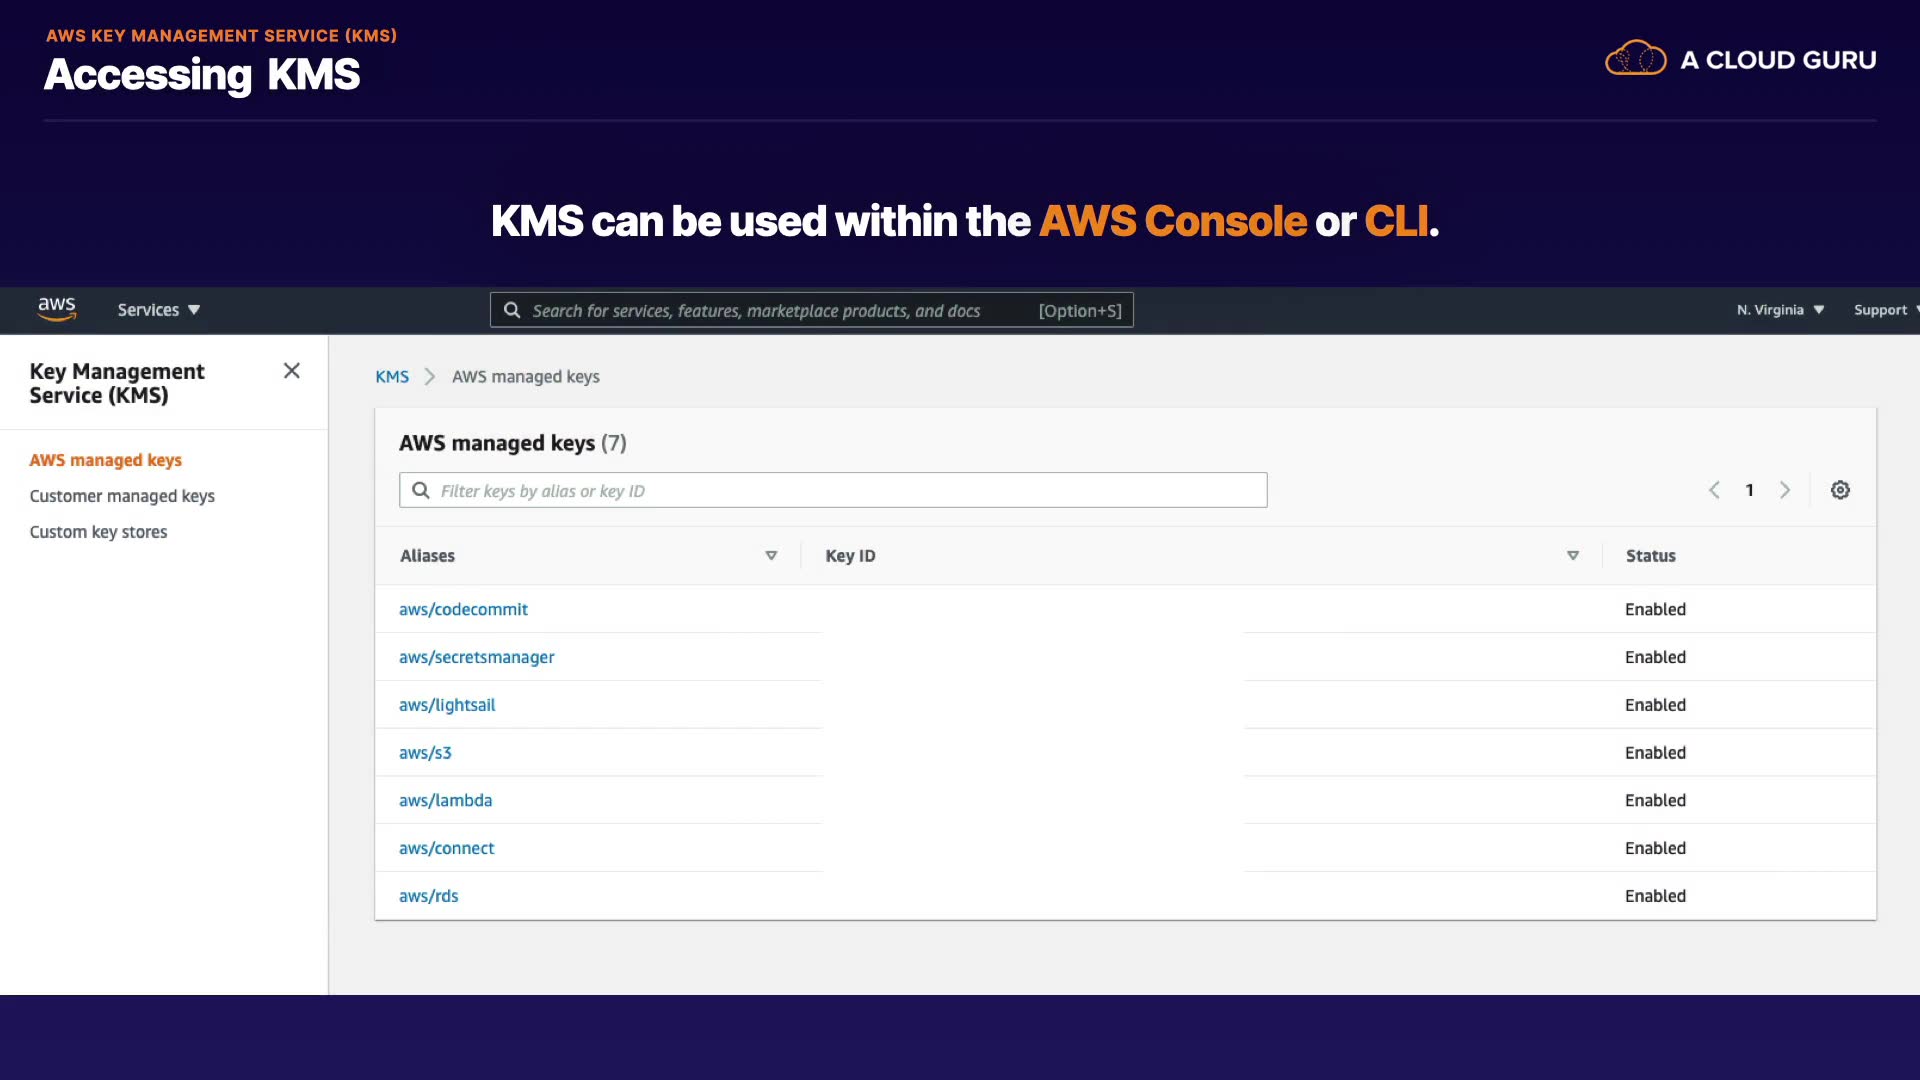 AWS KEY MANAGEMENT SERVICE (KMS)
Accessing KMS
A CLOUD GURU
KMS can be used within the AWS Console or CLI.
aws
Services
Search for services, features, marketplace products, and docs
[Option+S]
N. Virginia
Support
Key Management
Service (KMS)
AWS managed keys
Customer managed keys
Custom key stores
KMS
AWS managed keys
AWS managed keys (7)
Filter keys by alias or key ID
1
Aliases
Key ID
Status
aws/codecommit
Enabled
aws/secretsmanager
Enabled
aws/lightsail
Enabled
aws/s3
Enabled
aws/lambda
Enabled
aws/connect
Enabled
aws/rds
Enabled